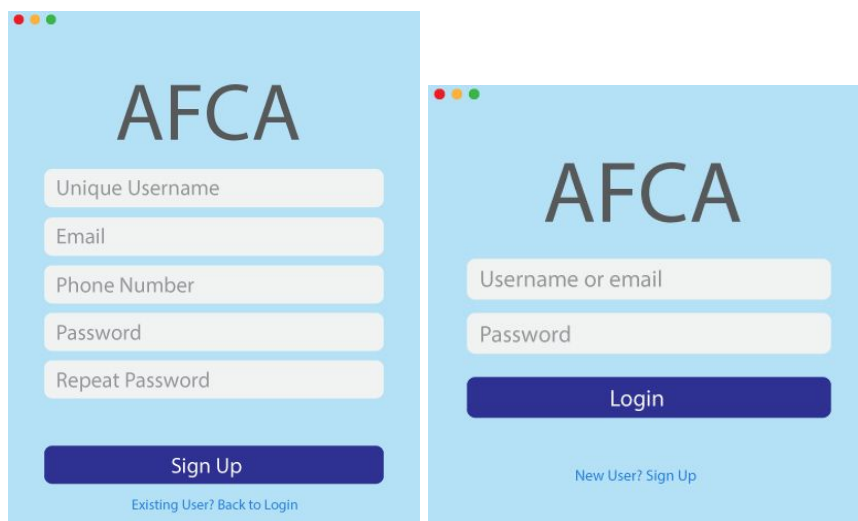 AFCA
Unique Username
Email
Phone Number
Password
Repeat Password
Sign Up
Existing User? Back to Login
AFCA
Username or email
Password
Login
New User? Sign Up